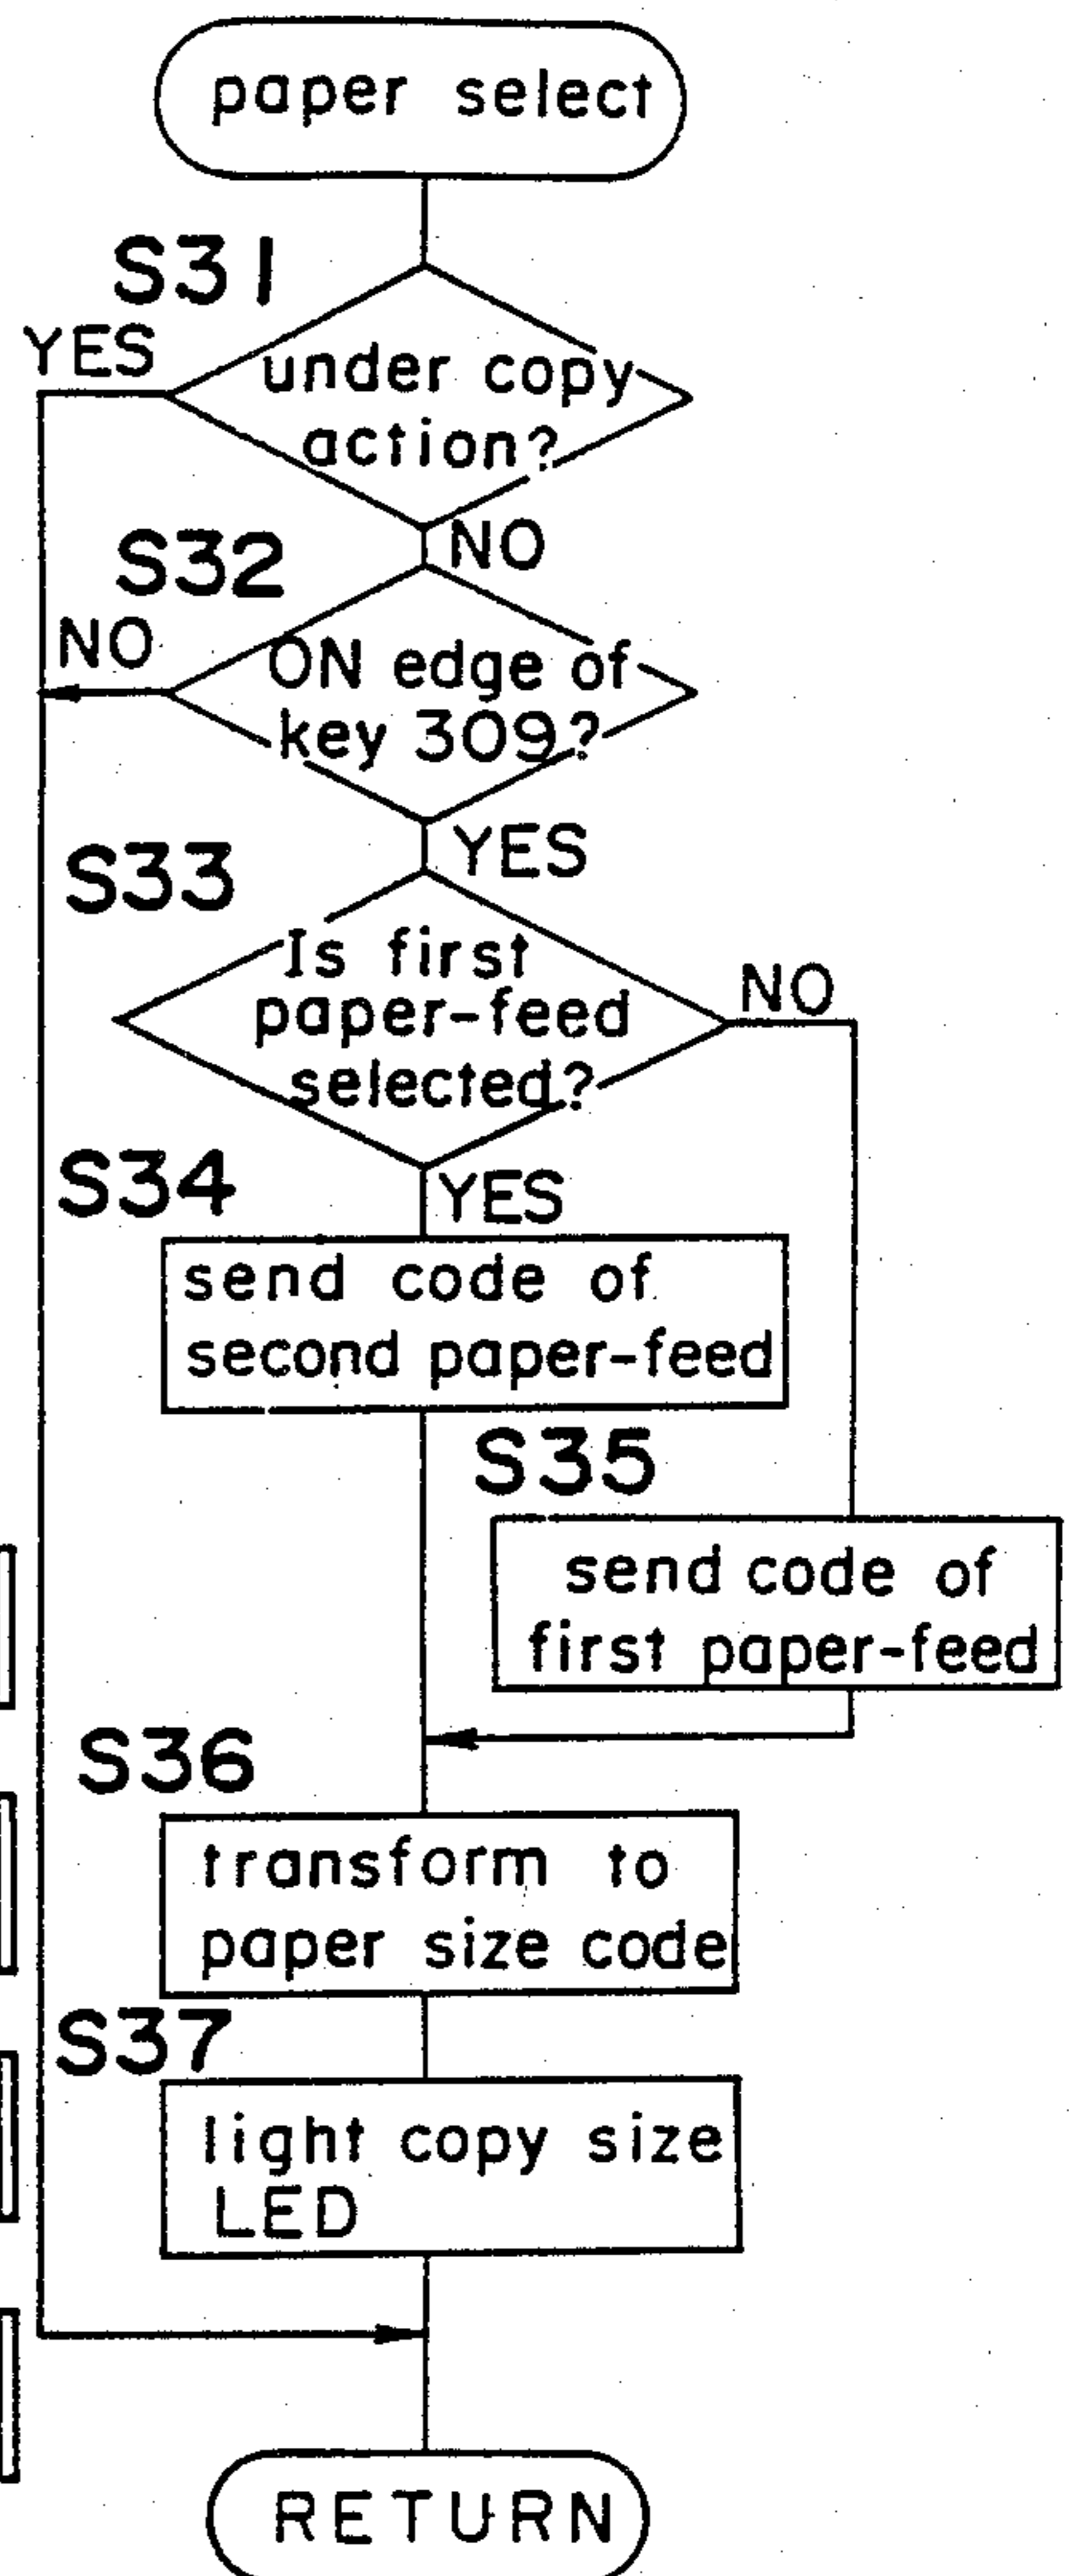 paper select
S31
YES
under copy
action?
NO
S32
NO
ON edge of
key 309?
YES
S33
Is first
paper-feed
selected?
NO
S34
YES
send code of
second paper-feed
S35
send code of
first paper-feed
S36
transform to
paper size code
S37
light copy size
LED
RETURN